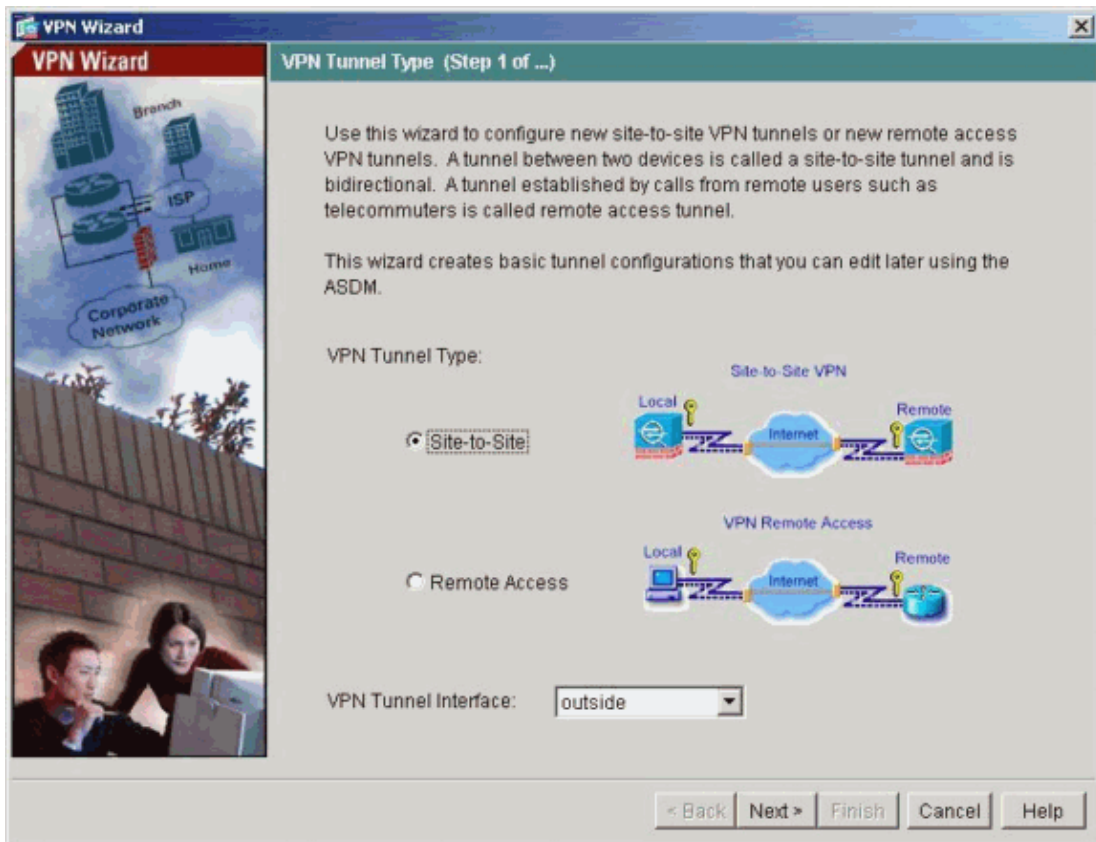 VPN Wizard
VPN Wizard
VPN Tunnel Type (Step 1 of ...)
Branch
ISP
Home
Corporate
Network
Use this wizard to configure new site-to-site VPN tunnels or new remote access
VPN tunnels. A tunnel between two devices is called a site-to-site tunnel and is
bidirectional. A tunnel established by calls from remote users such as
telecommuters is called remote access tunnel.
This wizard creates basic tunnel configurations that you can edit later using the
ASDM.
VPN Tunnel Type:
Site-to-Site VPN
Local
Remote
Internet
Site-to-Site
VPN Remote Access
Local
Remote
Internet
Remote Access
VPN Tunnel Interface:
outside
< Back
Next >
Finish
Cancel
Help